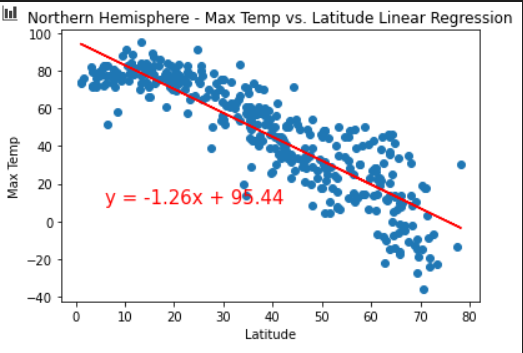 Northern Hemisphere - Max Temp vs. Latitude Linear Regression
100
80
60
40
20
0
−20
−40
Max Temp
y = -1.26x + 95.44
0 10 20 30 40 50 60 70 80
Latitude